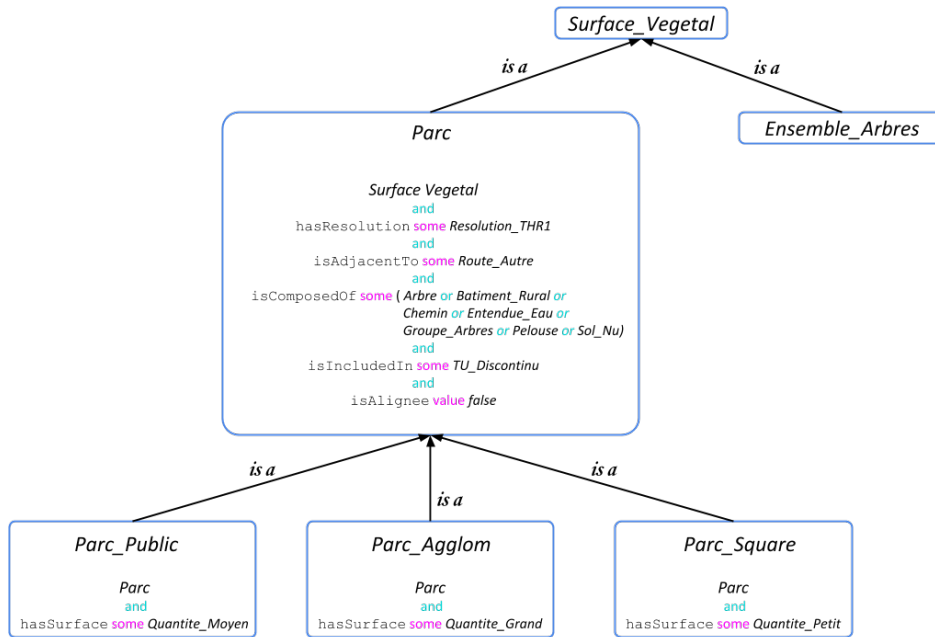 Surface_Vegetal
is a
is a
Parc
Ensemble_Arbres
Surface Vegetal
and
hasResolution some Resolution_THR1
and
isAdjacentTo some Route_Autre
and
isComposedOf some ( Arbre or Batiment_Rural or
Chemin or Entendue_Eau or
Groupe_Arbres or Pelouse or Sol_Nu)
and
isIncludedIn some TU_Discontinu
and
isAlignee value false
is a
is a
is a
Parc_Public
Parc
and
hasSurface some Quantite_Moyen
Parc_Agglom
Parc
and
hasSurface some Quantite_Grand
Parc_Square
Parc
and
hasSurface some Quantite_Petit